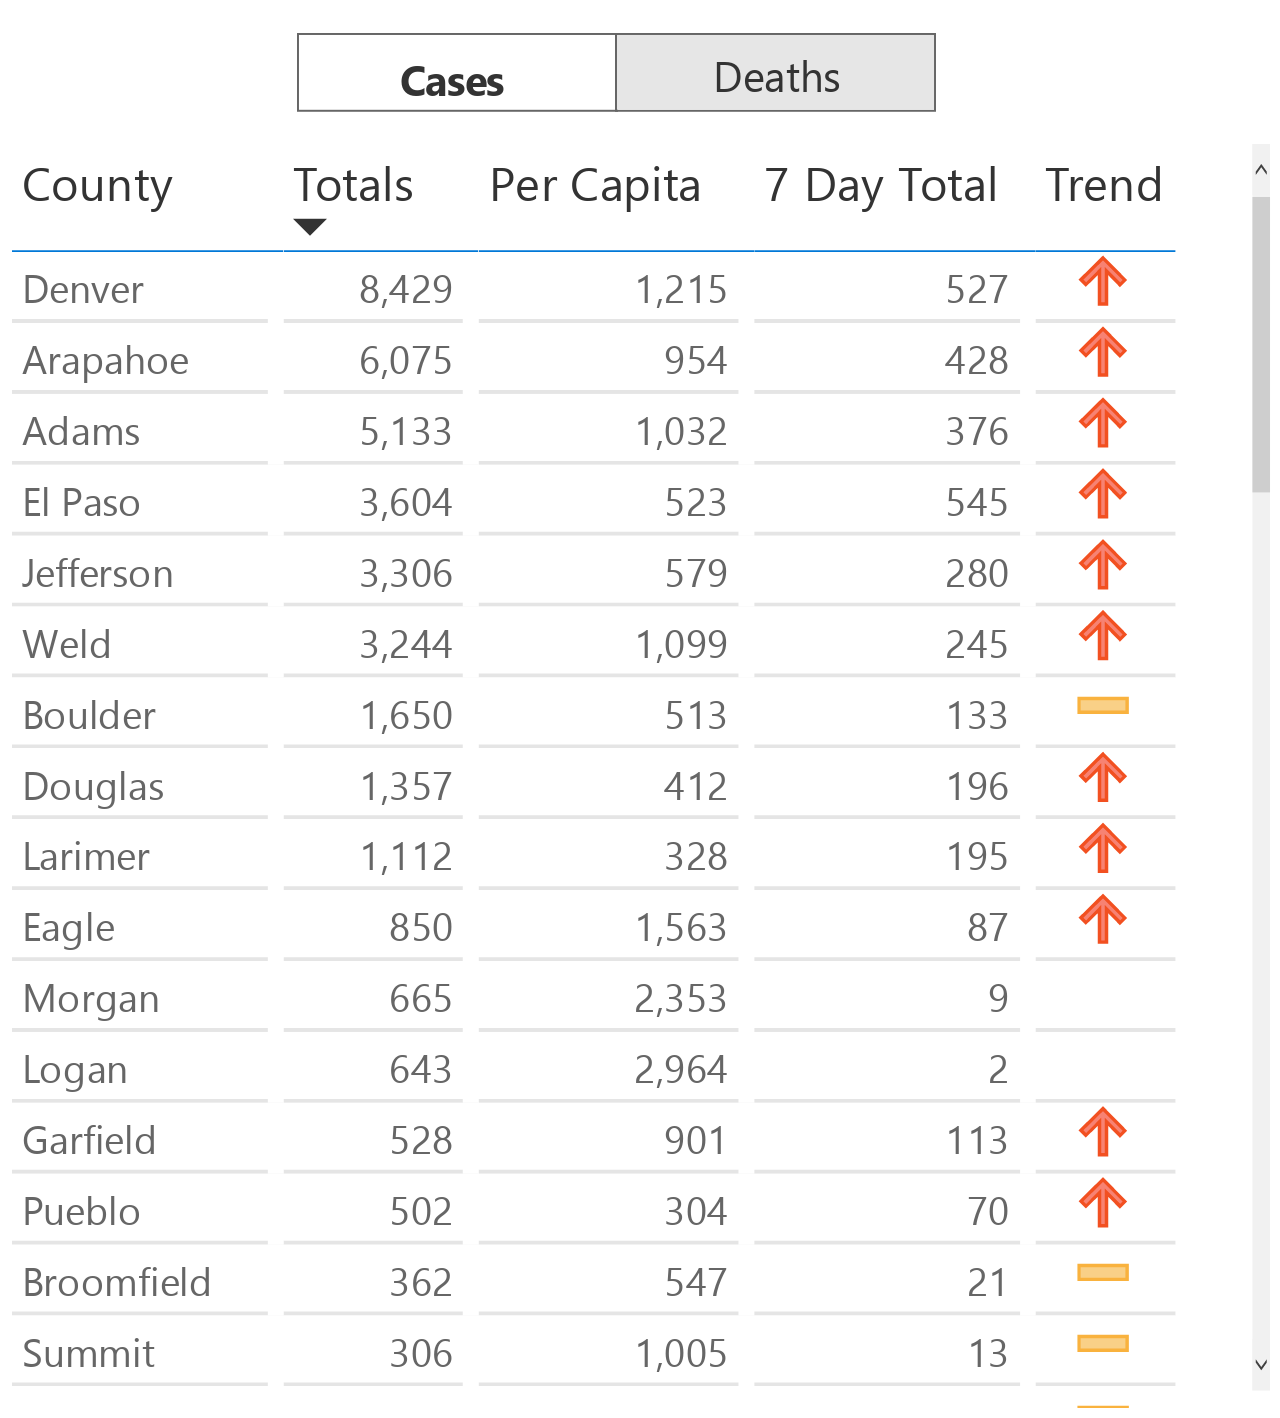 Cases Deaths
County Totals Per Capita 7 Day Total Trend
Denver 8,429 1,215 527
Arapahoe 6,075 954 428
Adams 5,133 1,032 376
El Paso 3,604 523 545
Jefferson 3,306 579 280
Weld 3,244 1,099 245
Boulder 1,650 513 133
Douglas 1,357 412 196
Larimer 1,112 328 195
Eagle 850 1,563 87
Morgan 665 2,353 9
Logan 643 2,964 2
Garfield 528 901 113
Pueblo 502 304 70
Broomfield 362 547 21
Summit 306 1,005 13